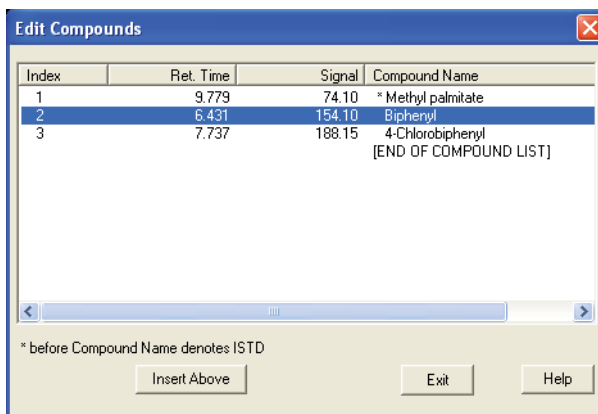 Edit Compounds
Index Ret. Time Signal Compound Name
1 9.779 74.10 * Methyl palmitate
2 6.431 154.10 Biphenyl
3 7.737 188.15 4-Chlorobiphenyl
[END OF COMPOUND LIST]
* before Compound Name denotes ISTD
Insert Above Exit Help